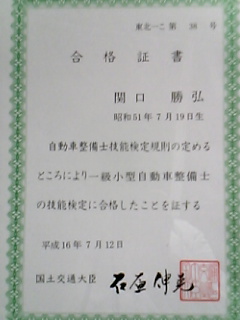 東北一こ第 38 号
合格証書
関口 勝弘
昭和51年7月19日生
自動車整備士技能検定規則の定める
ところにより一級小型自動車整備士
の技能検定に合格したことを証する
平成16年7月12日
国土交通大臣 石原伸晃